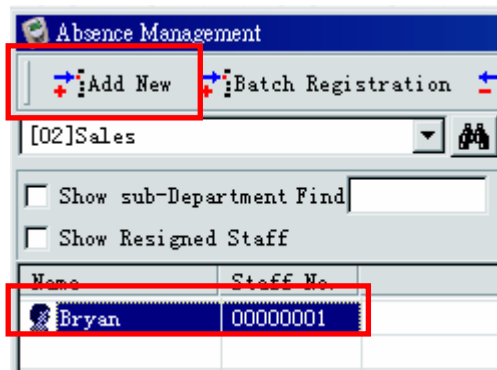 Absence Management
Add New Batch Registration
[02]Sales
Show sub-Department Find
Show Resigned Staff
Name Staff No.
Bryan 00000001